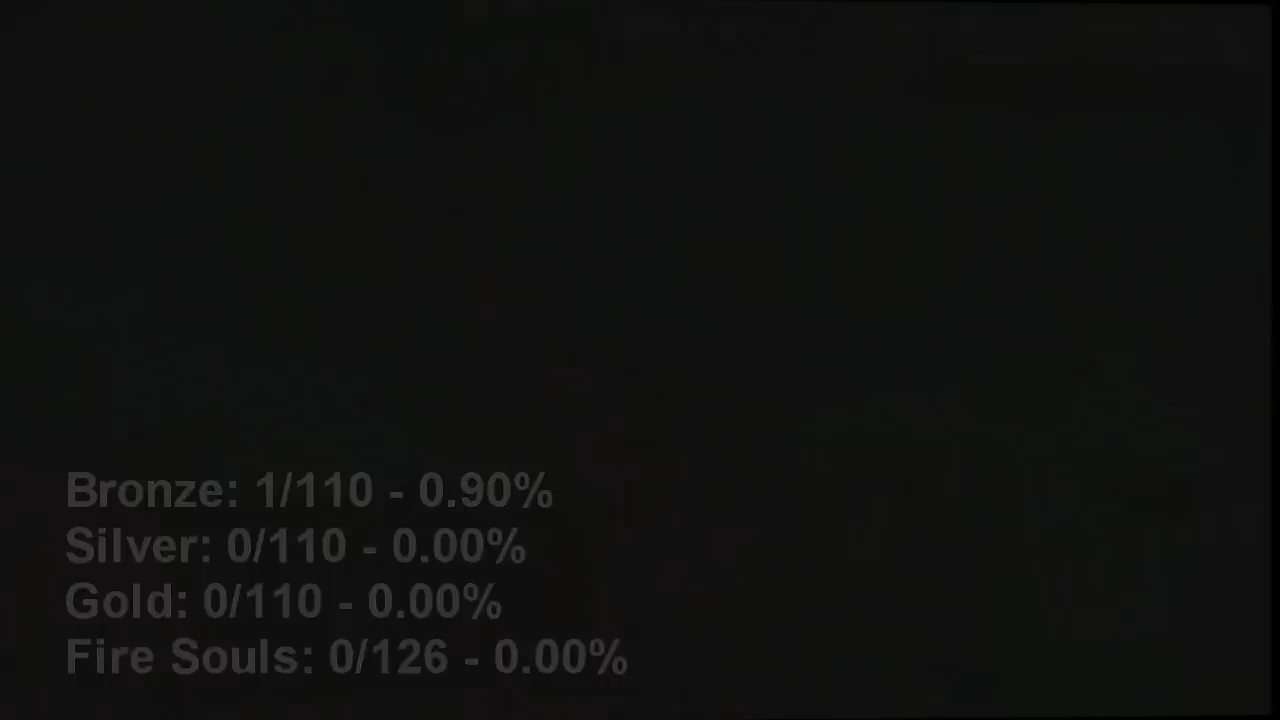 Bronze: 1/110 - 0.90%
Silver: 0/110 - 0.00%
Gold: 0/110 - 0.00%
Fire Souls: 0/126 - 0.00%